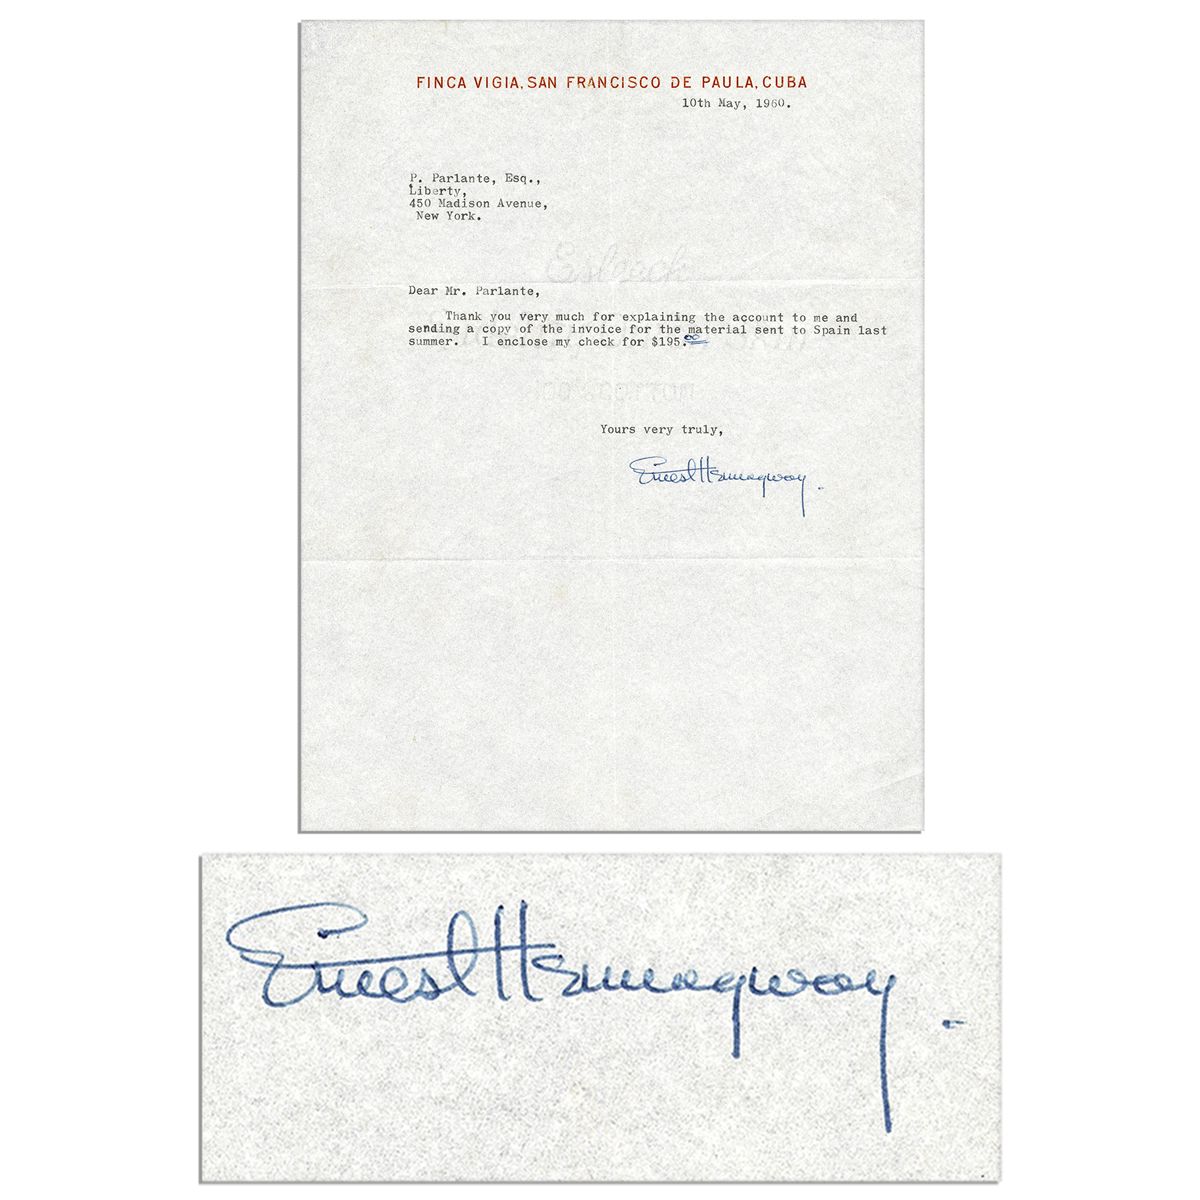 FINCA VIGIA, SAN FRANCISCO DE PAULA, CUBA
10th May, 1960.
P. Parlante, Esq.,
Liberty,
450 Madison Avenue,
New York.
Dear Mr. Parlante,
Thank you very much for explaining the account to me and
sending a copy of the invoice for the material sent to Spain last
summer. I enclose my check for $195.00
Yours very truly,
Ernest Hemingway.
Ernest Hemingway.